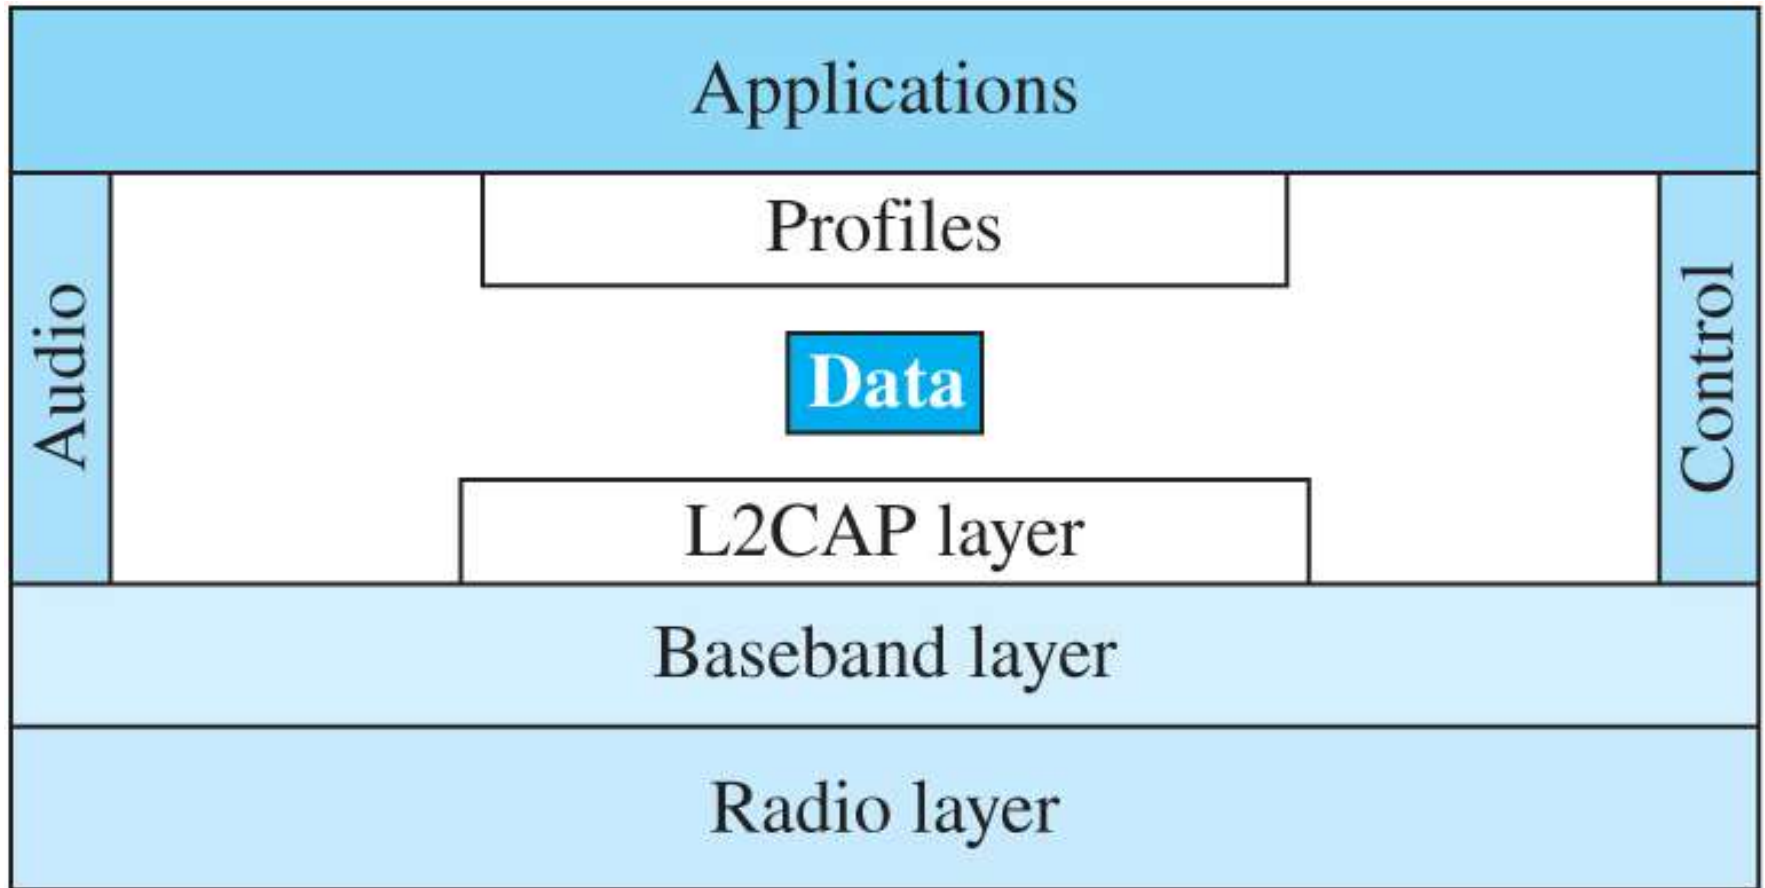 Applications
Profiles
Audio
Data
Control
L2CAP layer
Baseband layer
Radio layer